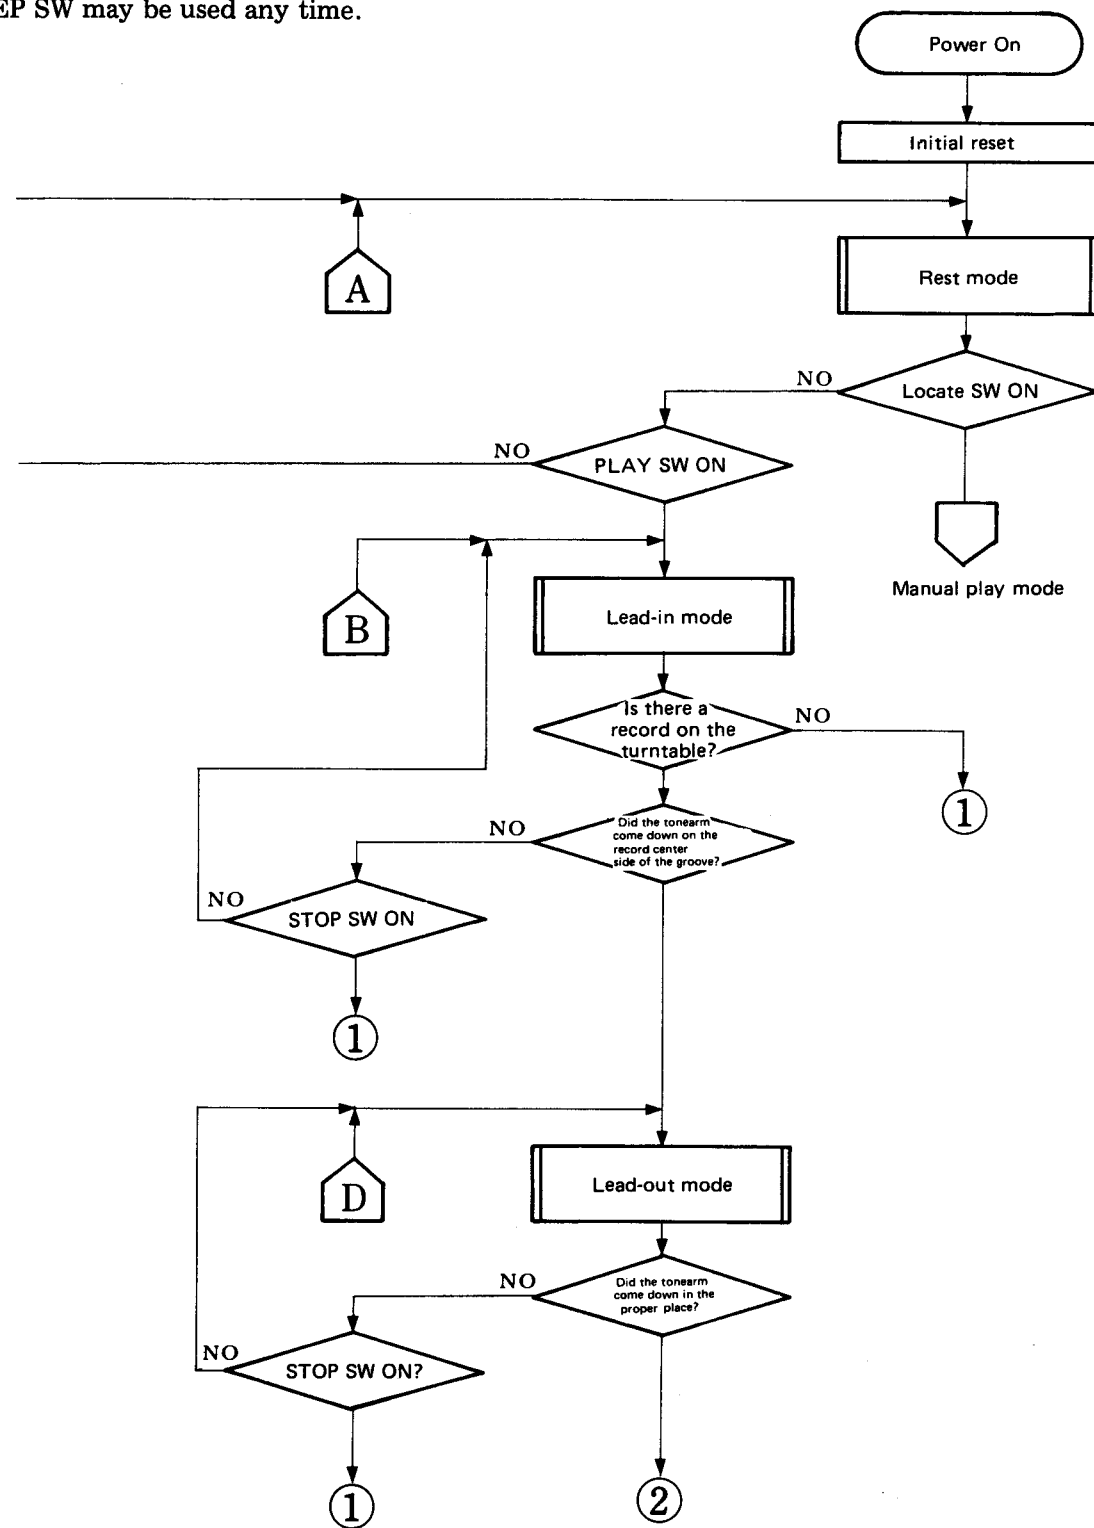 EP SW may be used any time.
Power On
Initial reset
A
Rest mode
NO
Locate SW ON
NO
PLAY SW ON
Manual play mode
B
Lead-in mode
Is there a
record on the
turntable?
NO
1
Did the tonearm
come down on the
record center
side of the groove?
NO
NO
STOP SW ON
1
D
Lead-out mode
NO
Did the tonearm
come down in the
proper place?
NO
STOP SW ON?
1
2